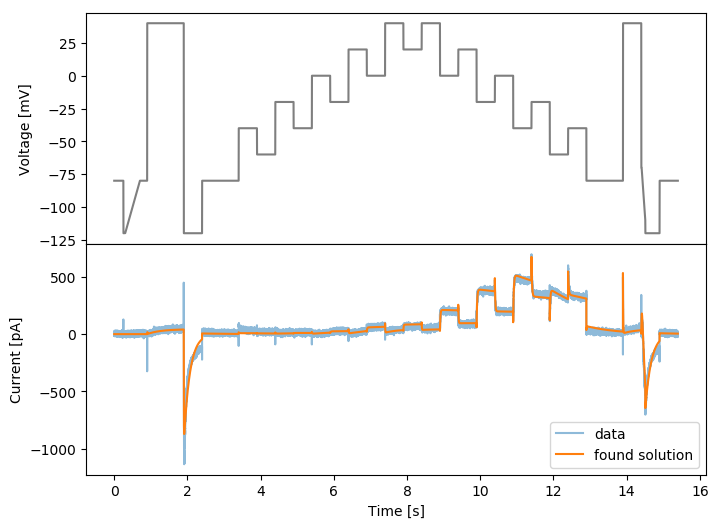 25
0
−25
−50
−75
−100
−125
Voltage [mV]
500
0
−500
−1000
Current [pA]
data
found solution
0 2 4 6 8 10 12 14 16
Time [s]